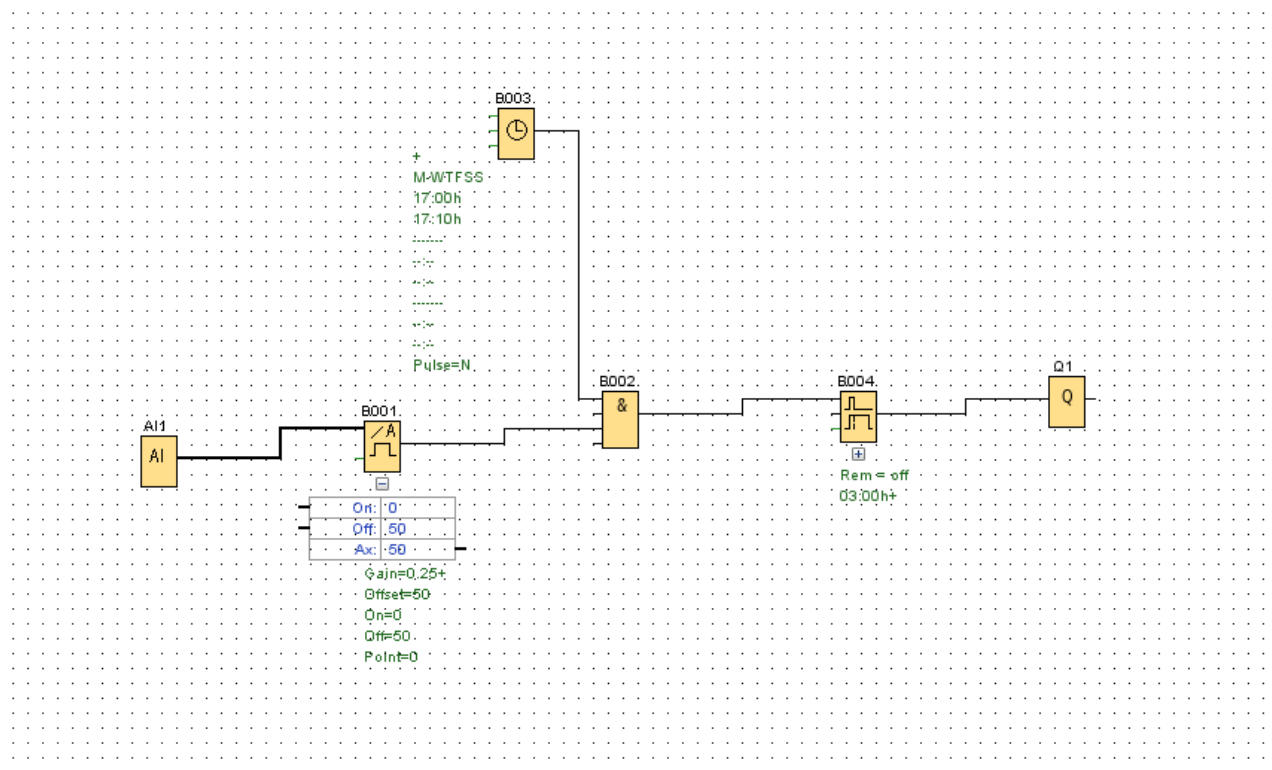 B003
+
M-WTFSS
17:00h
17:10h
-------
--:--
--:--
-------
--:--
--:--
Pulse=N
Q1
B002
B004
&
Q
B001
AI1
/A
AI
Rem = off
03:00h+
On: 0
Off: 50
Ax: 50
Gain=0.25+
Offset=50
On=0
Off=50
Point=0